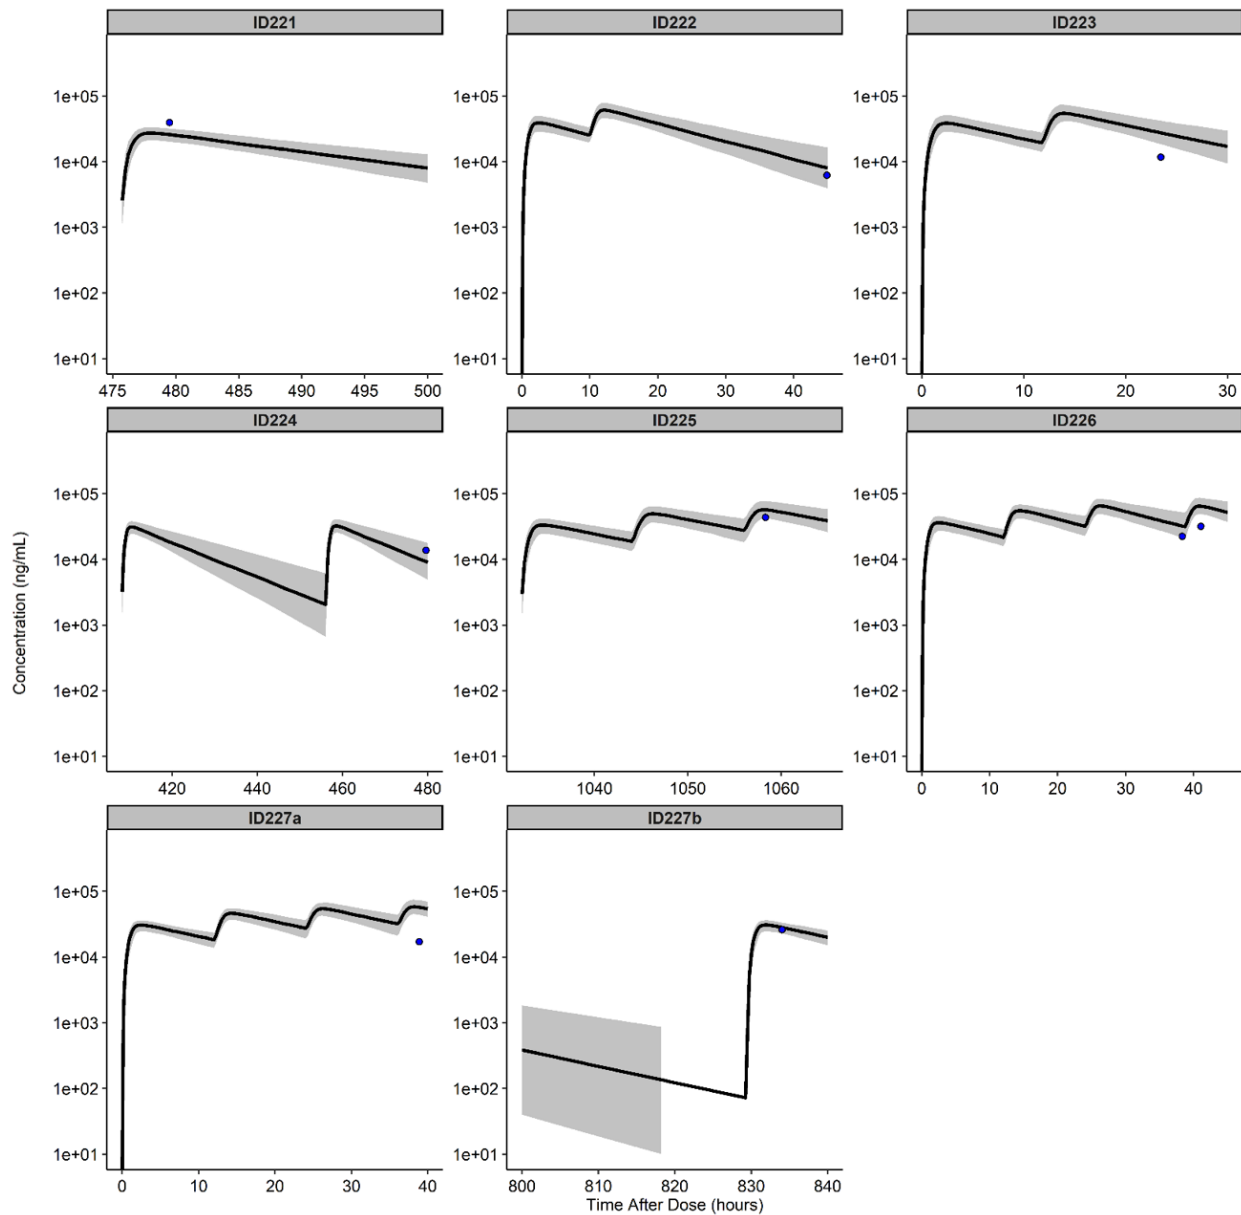 ID221 ID222 ID223
1e+05 1e+05 1e+05
1e+04 1e+04 1e+04
1e+03 1e+03 1e+03
1e+02 1e+02 1e+02
1e+01 1e+01 1e+01
475 480 485 490 495 500 0 10 20 30 40 0 10 20 30
ID224 ID225 ID226
1e+05 1e+05 1e+05
1e+04 1e+04 1e+04
1e+03 1e+03 1e+03
1e+02 1e+02 1e+02
1e+01 1e+01 1e+01
420 440 460 480 1040 1050 1060 0 10 20 30 40
Concentration (ng/mL)
ID227a ID227b
1e+05 1e+05
1e+04 1e+04
1e+03 1e+03
1e+02 1e+02
1e+01 1e+01
0 10 20 30 40 800 810 820 830 840
Time After Dose (hours)